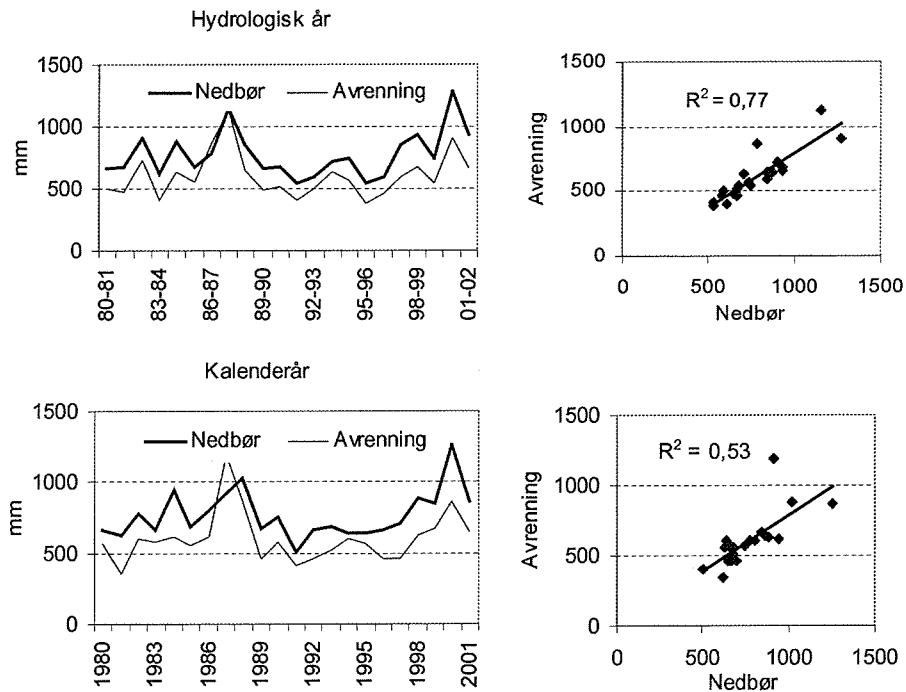 Hydrologisk år
1500
1000
500
0
mm
Nedbør
Avrenning
80-81
83-84
86-87
89-90
92-93
95-96
98-99
01-02
1500
1000
500
0
Avrenning
R² = 0,77
0 500 1000 1500
Nedbør
Kalenderår
1500
1000
500
0
mm
Nedbør
Avrenning
1980
1983
1986
1989
1992
1995
1998
2001
1500
1000
500
0
Avrenning
R² = 0,53
0 500 1000 1500
Nedbør